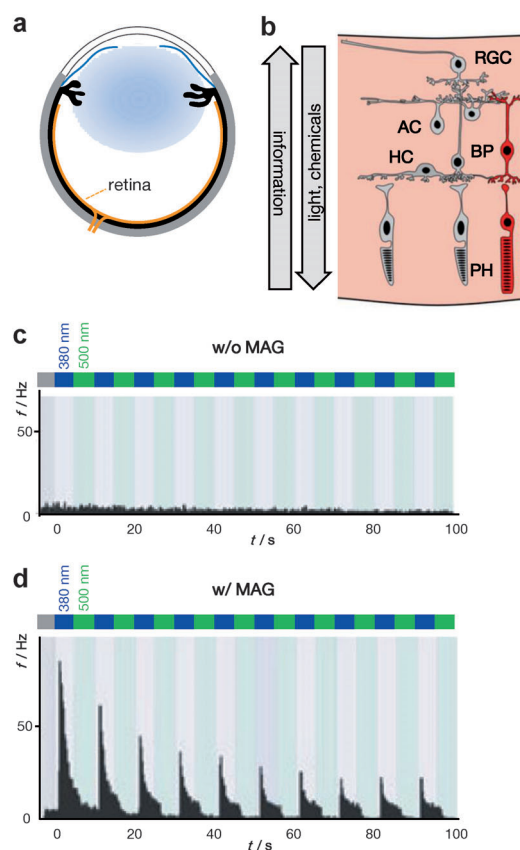 a
retina
b
information
light, chemicals
RGC
AC
BP
HC
PH
c
380 nm
500 nm
w/o MAG
f / Hz
50
0
0 20 40 60 80 100
t / s
d
380 nm
500 nm
w/ MAG
f / Hz
50
0
0 20 40 60 80 100
t / s